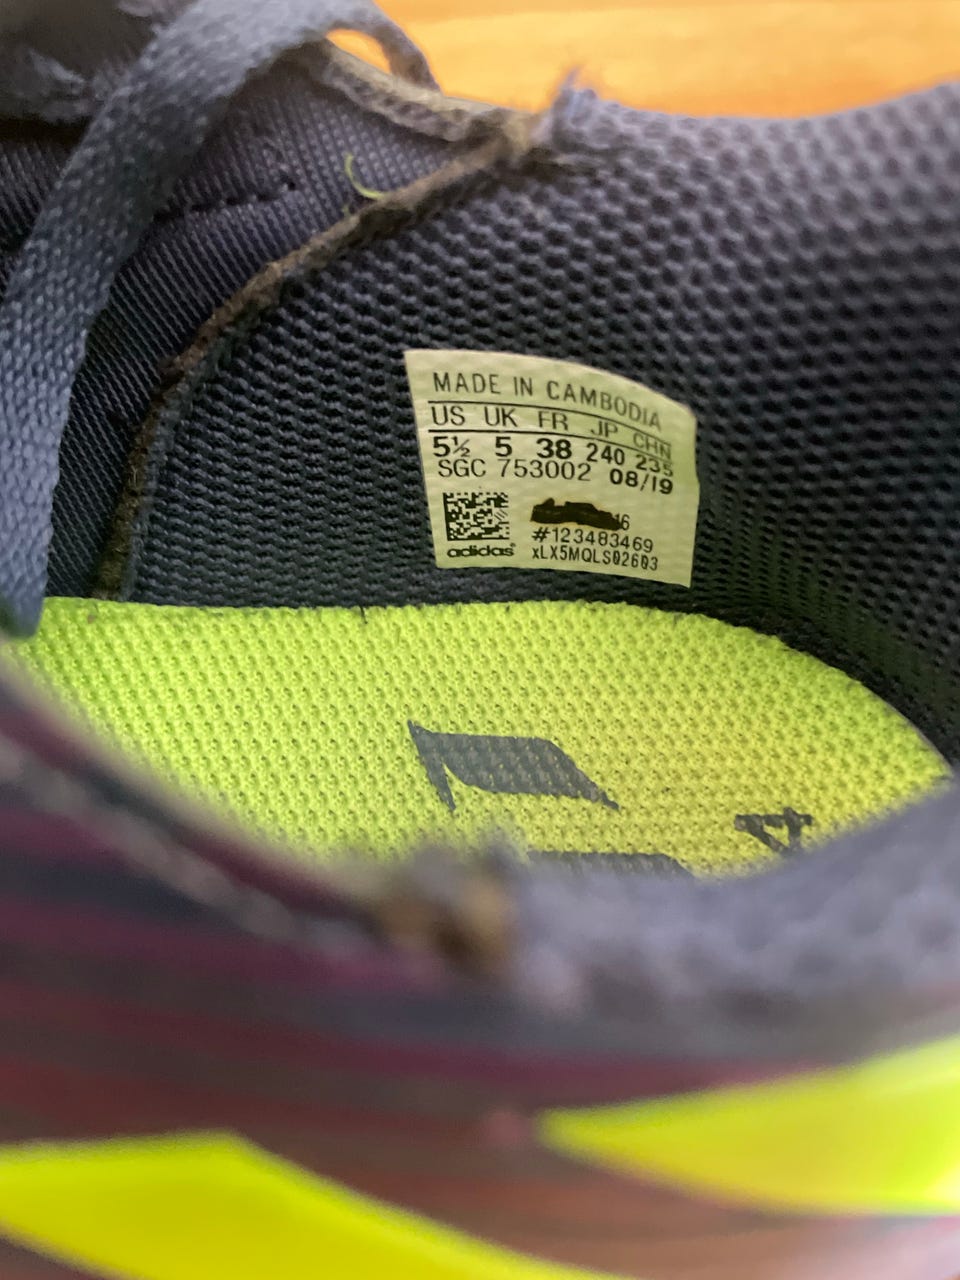 MADE IN CAMBODIA
US UK FR JP CHN
5½ 5 38 240 235
SGC 753002 08/19
16
#123483469
adidas
xLX5MQLS02603